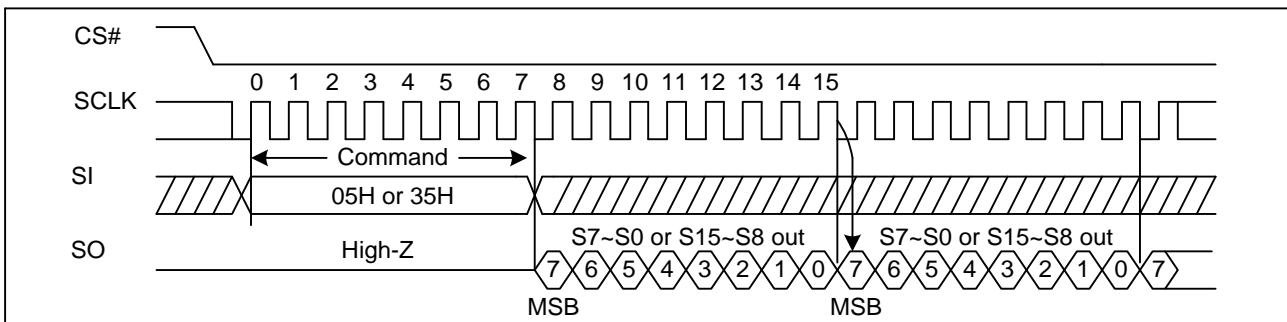 CS#
0 1 2 3 4 5 6 7 8 9 10 11 12 13 14 15
SCLK
Command
SI
05H or 35H
S7~S0 or S15~S8 out S7~S0 or S15~S8 out
SO
High-Z
7 6 5 4 3 2 1 0 7 6 5 4 3 2 1 0 7
MSB MSB